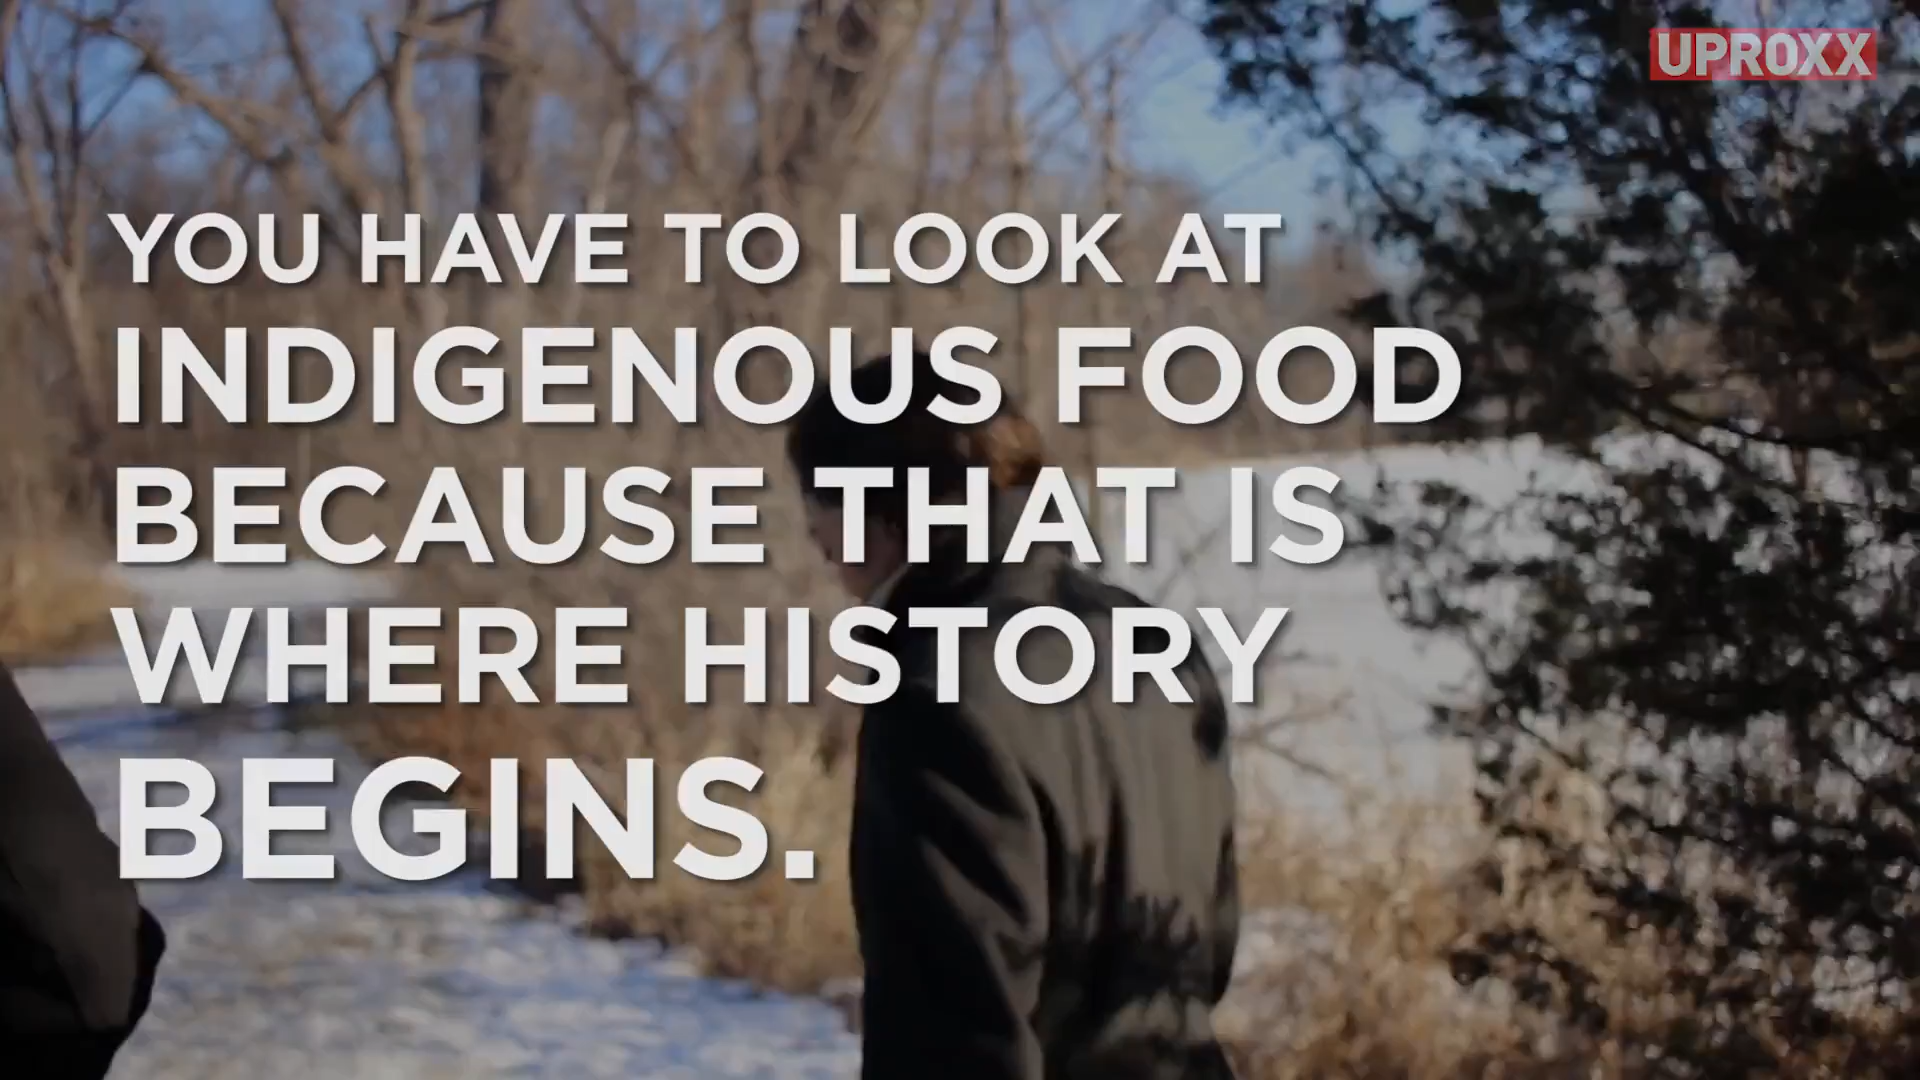 UPROXX
YOU HAVE TO LOOK AT
INDIGENOUS FOOD
BECAUSE THAT IS
WHERE HISTORY
BEGINS.